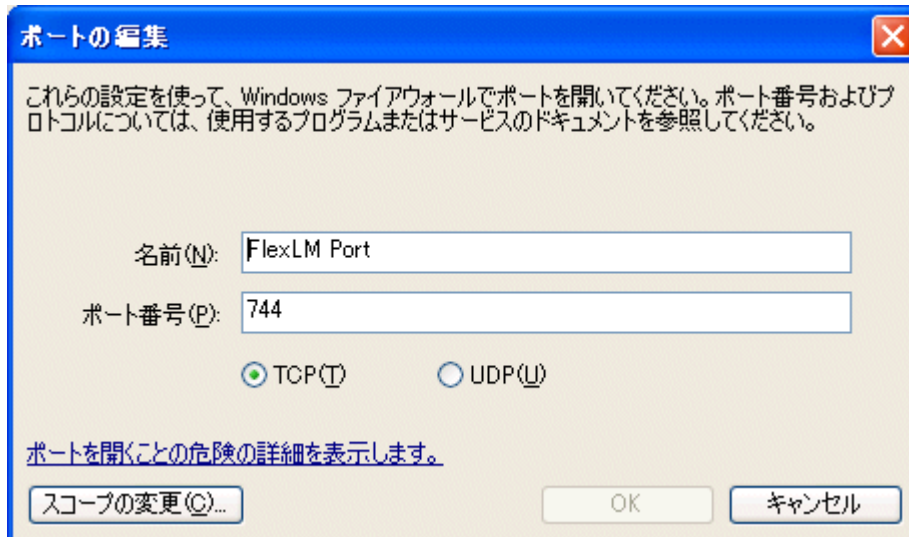 ポートの編集
これらの設定を使って、Windows ファイアウォールでポートを開いてください。ポート番号およびプ
ロトコルについては、使用するプログラムまたはサービスのドキュメントを参照してください。
名前(N): FlexLM Port
ポート番号(P): 744
TCP(T) UDP(U)
ポートを開くことの危険の詳細を表示します。
スコープの変更(C)... OK キャンセル